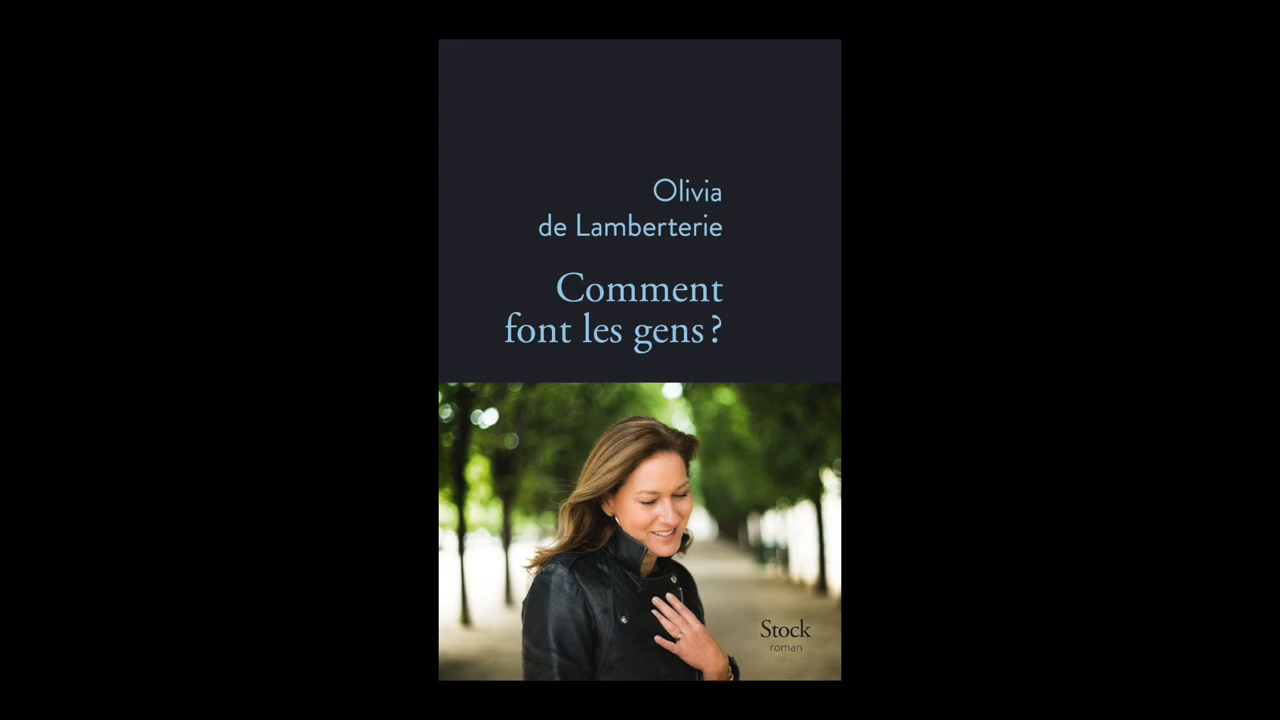 Olivia
de Lamberterie
Comment
font les gens ?
Stock
roman